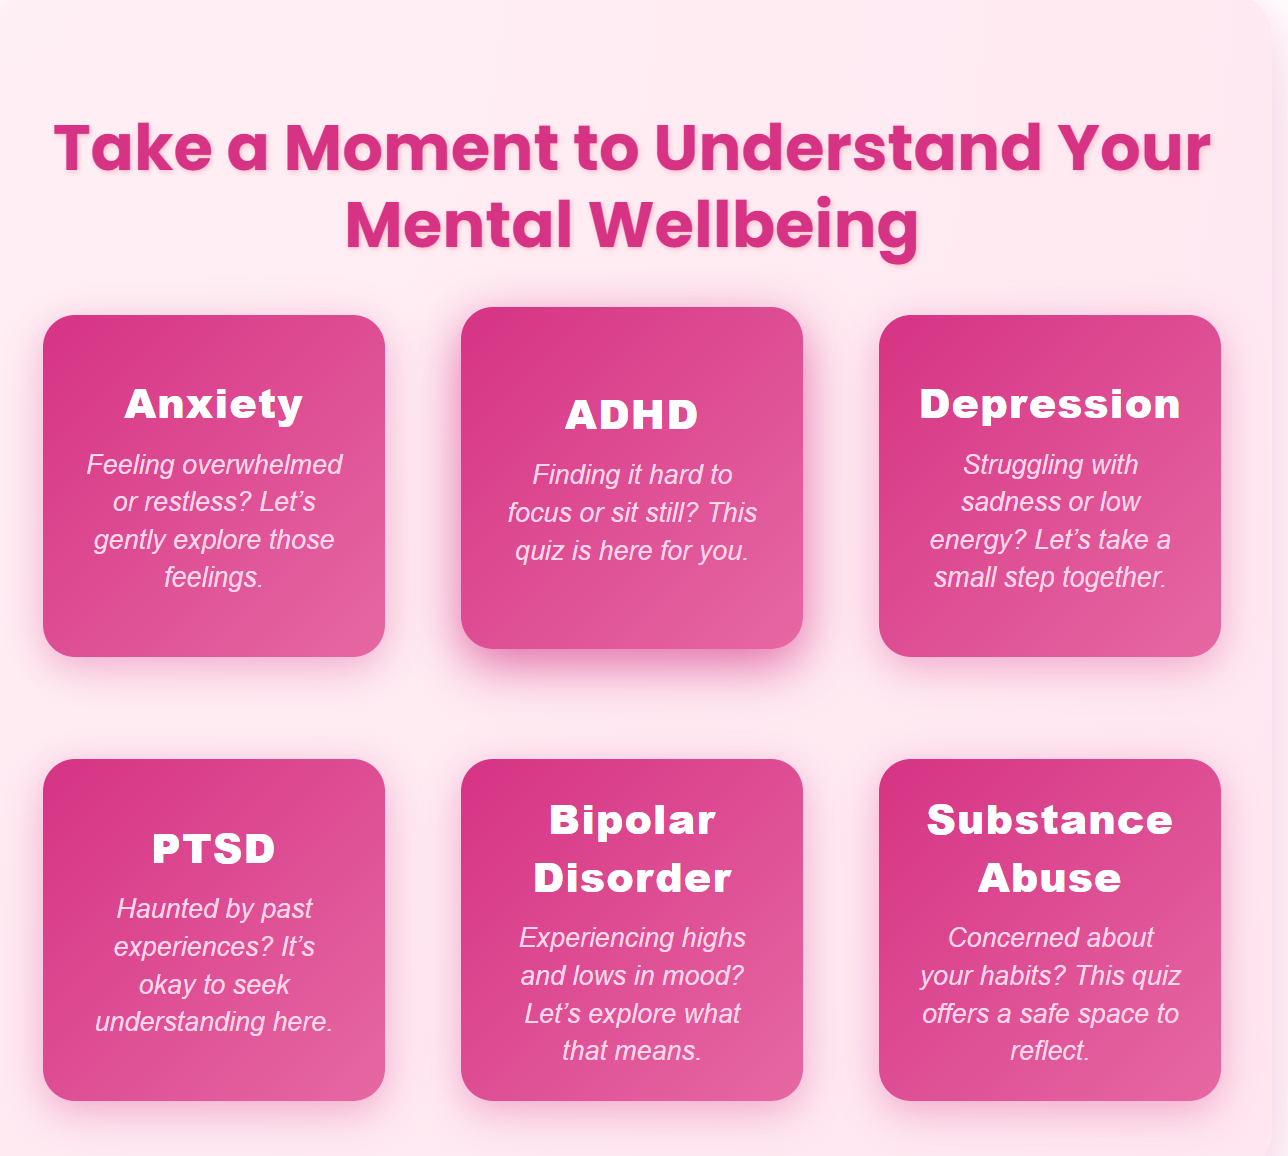 Take a Moment to Understand Your
Mental Wellbeing
Anxiety
Feeling overwhelmed
or restless? Let’s
gently explore those
feelings.
ADHD
Finding it hard to
focus or sit still? This
quiz is here for you.
Depression
Struggling with
sadness or low
energy? Let’s take a
small step together.
PTSD
Haunted by past
experiences? It’s
okay to seek
understanding here.
Bipolar
Disorder
Experiencing highs
and lows in mood?
Let’s explore what
that means.
Substance
Abuse
Concerned about
your habits? This quiz
offers a safe space to
reflect.